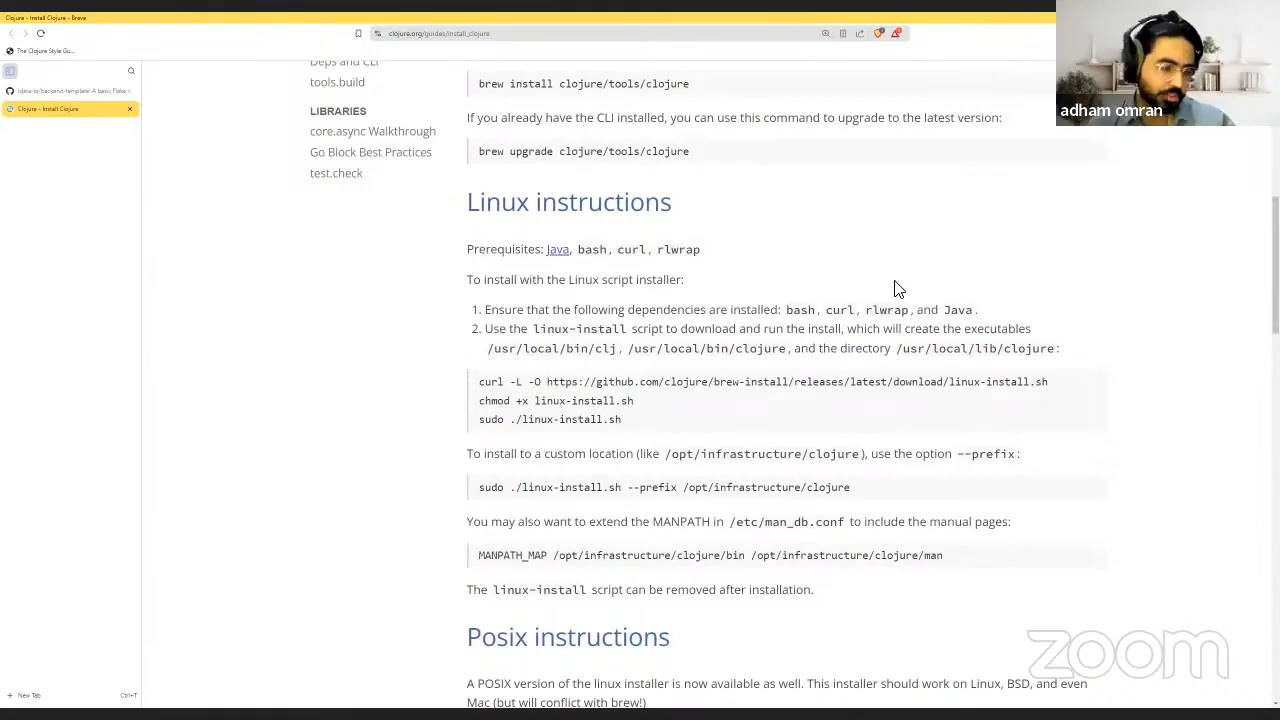 Clojure - Install Clojure - Brave
clojure.org/guides/install_clojure
The Clojure Style Gu...
idata-iq/backend-template: A basic Flake t
Clojure - Install Clojure
New Tab
Ctrl+T
Deps and CLI
tools.build
LIBRARIES
core.async Walkthrough
Go Block Best Practices
test.check
brew install clojure/tools/clojure
If you already have the CLI installed, you can use this command to upgrade to the latest version:
brew upgrade clojure/tools/clojure
Linux instructions
Prerequisites: Java, bash, curl, rlwrap
To install with the Linux script installer:
1. Ensure that the following dependencies are installed: bash, curl, rlwrap, and Java.
2. Use the linux-install script to download and run the install, which will create the executables
/usr/local/bin/clj, /usr/local/bin/clojure, and the directory /usr/local/lib/clojure:
curl -L -O https://github.com/clojure/brew-install/releases/latest/download/linux-install.sh
chmod +x linux-install.sh
sudo ./linux-install.sh
To install to a custom location (like /opt/infrastructure/clojure), use the option --prefix:
sudo ./linux-install.sh --prefix /opt/infrastructure/clojure
You may also want to extend the MANPATH in /etc/man_db.conf to include the manual pages:
MANPATH_MAP /opt/infrastructure/clojure/bin /opt/infrastructure/clojure/man
The linux-install script can be removed after installation.
Posix instructions
A POSIX version of the linux installer is now available as well. This installer should work on Linux, BSD, and even
Mac (but will conflict with brew!)
adham omran
zoom